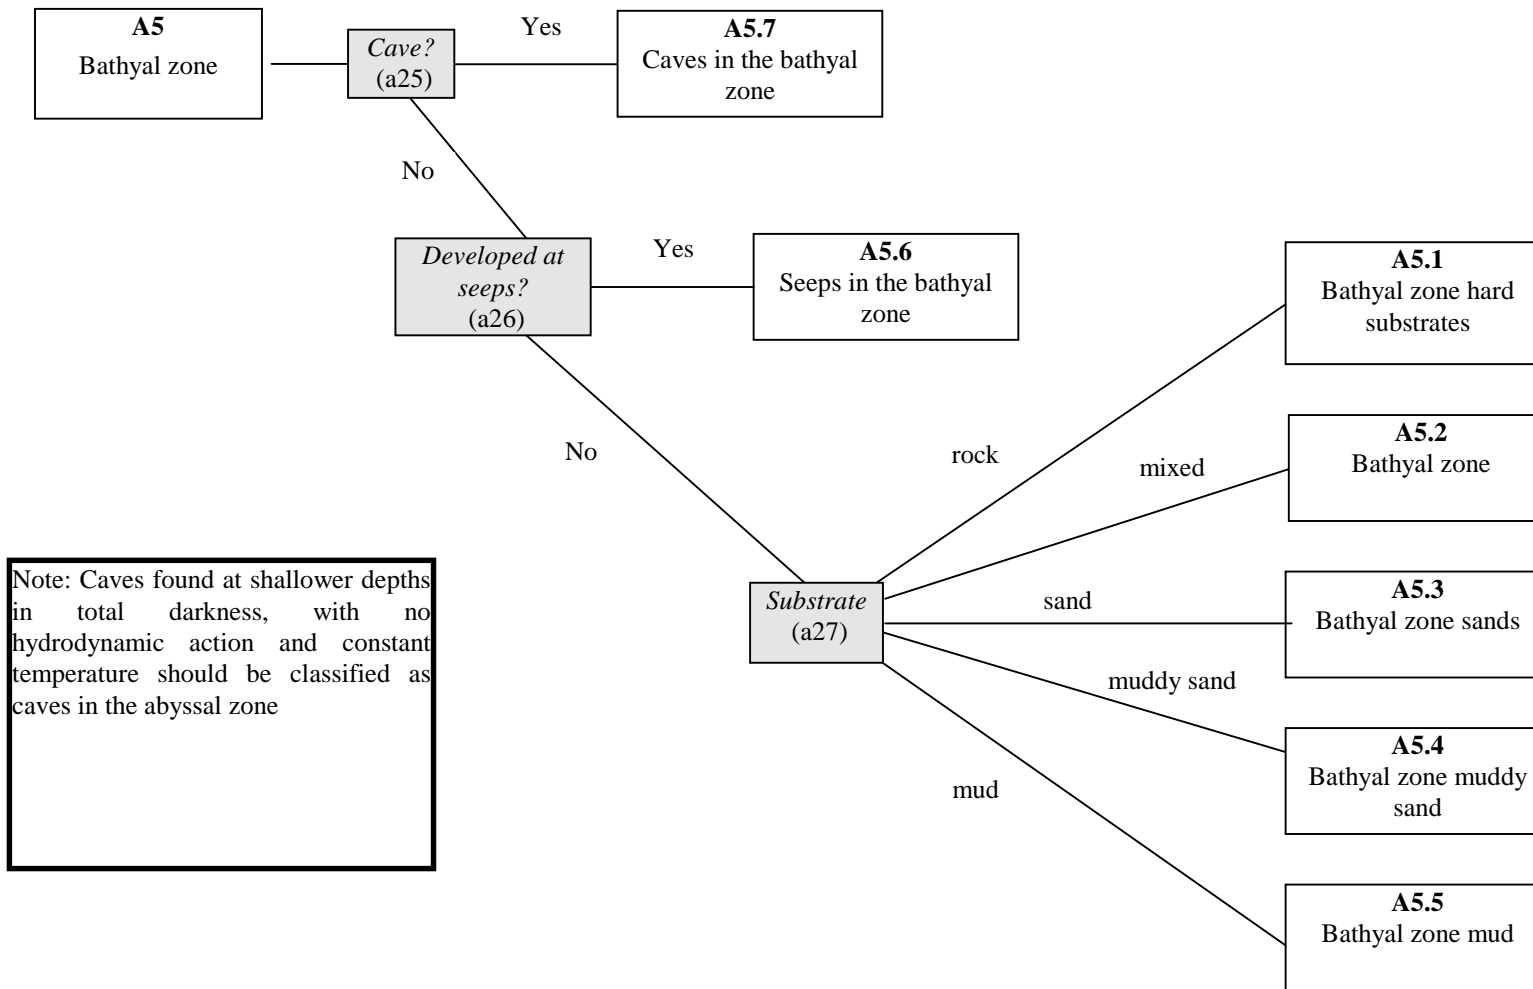 A5
Bathyal zone
Cave?
(a25)
Yes
A5.7
Caves in the bathyal
zone
No
Developed at
seeps?
(a26)
Yes
A5.6
Seeps in the bathyal
zone
No
Substrate
(a27)
rock
A5.1
Bathyal zone hard
substrates
mixed
A5.2
Bathyal zone
sand
A5.3
Bathyal zone sands
muddy sand
A5.4
Bathyal zone muddy
sand
mud
A5.5
Bathyal zone mud
Note: Caves found at shallower depths
in total darkness, with no
hydrodynamic action and constant
temperature should be classified as
caves in the abyssal zone